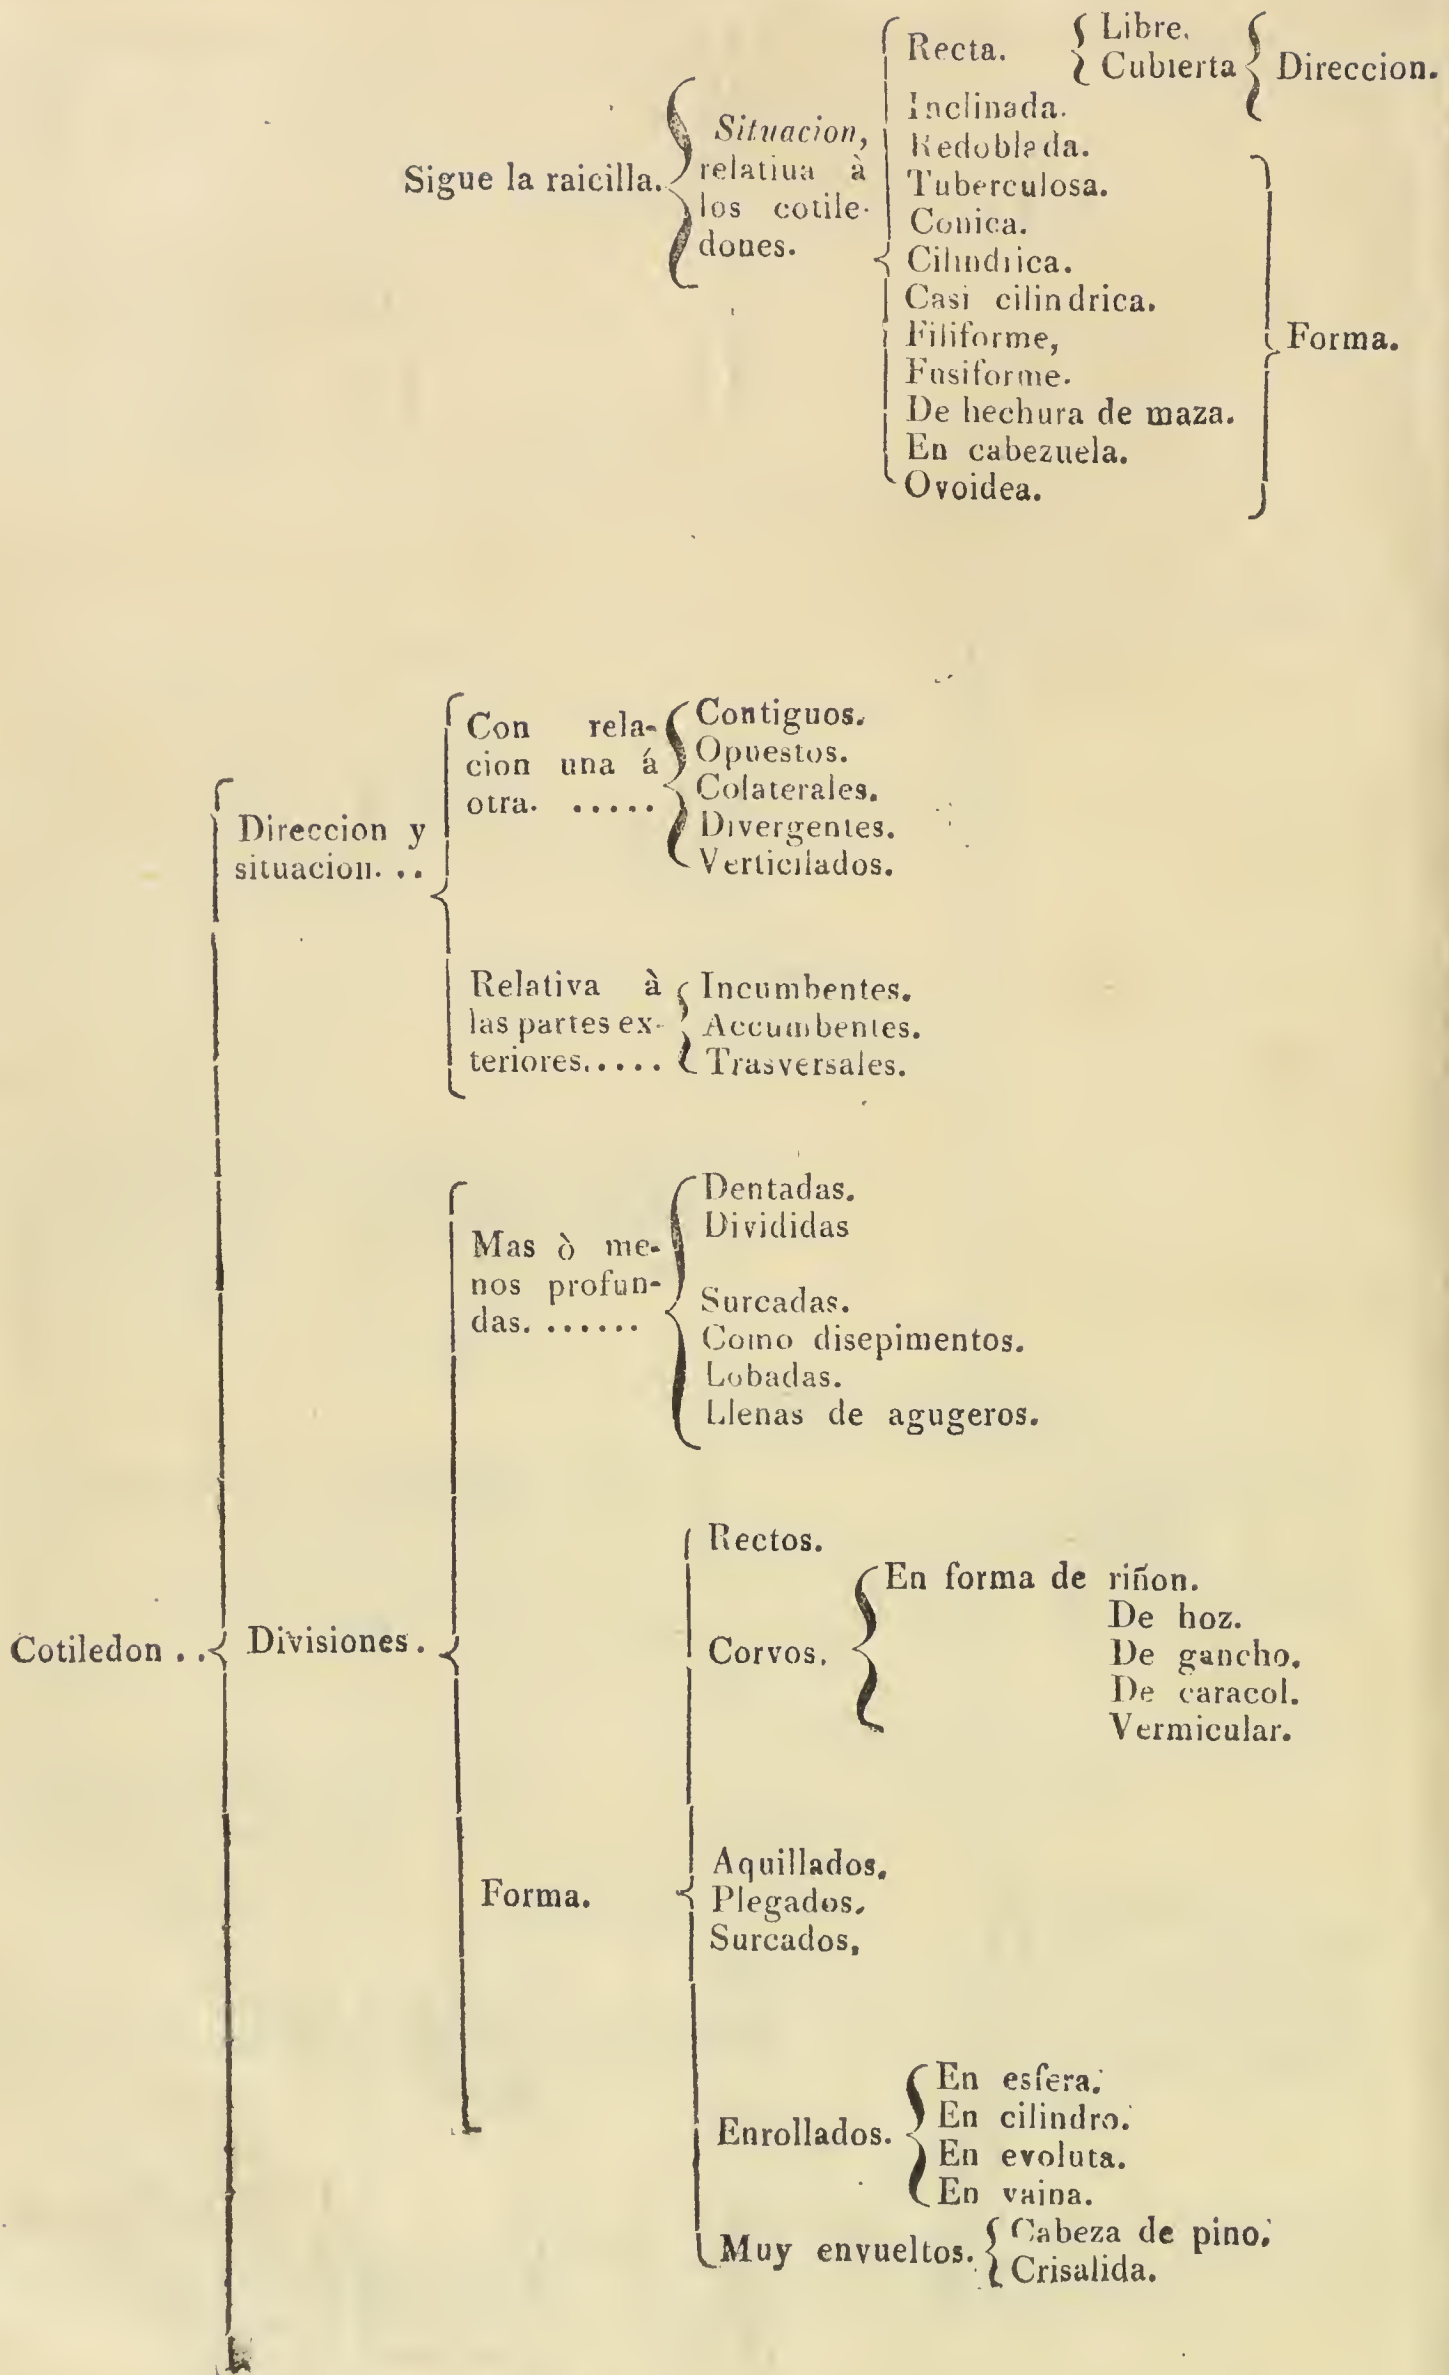 Sigue la raicilla.
Situacion,
relatiua à
los cotile-
dones.
Recta.
Libre.
Cubierta
Direccion.
Inclinada.
Redoblada.
Tuberculosa.
Conica.
Cilindrica.
Casi cilindrica.
Filiforme,
Fusiforme.
De hechura de maza.
En cabezuela.
Ovoidea.
Forma.
Cotiledon ..
Direccion y
situacion. ..
Con rela-
cion una á
otra. .....
Contiguos.
Opuestos.
Colaterales.
Divergentes.
Verticilados.
Relativa à
las partes ex-
teriores.....
Incumbentes.
Accumbentes.
Trasversales.
Divisiones.
Mas ò me-
nos profun-
das. ......
Dentadas.
Divididas
Surcadas.
Como disepimentos.
Lobadas.
Llenas de agugeros.
Forma.
Rectos.
Corvos.
En forma de riñon.
De hoz.
De gancho.
De caracol.
Vermicular.
Aquillados.
Plegados.
Surcados,
Enrollados.
En esfera.
En cilindro.
En evoluta.
En vaina.
Muy envueltos.
Cabeza de pino.
Crisalida.